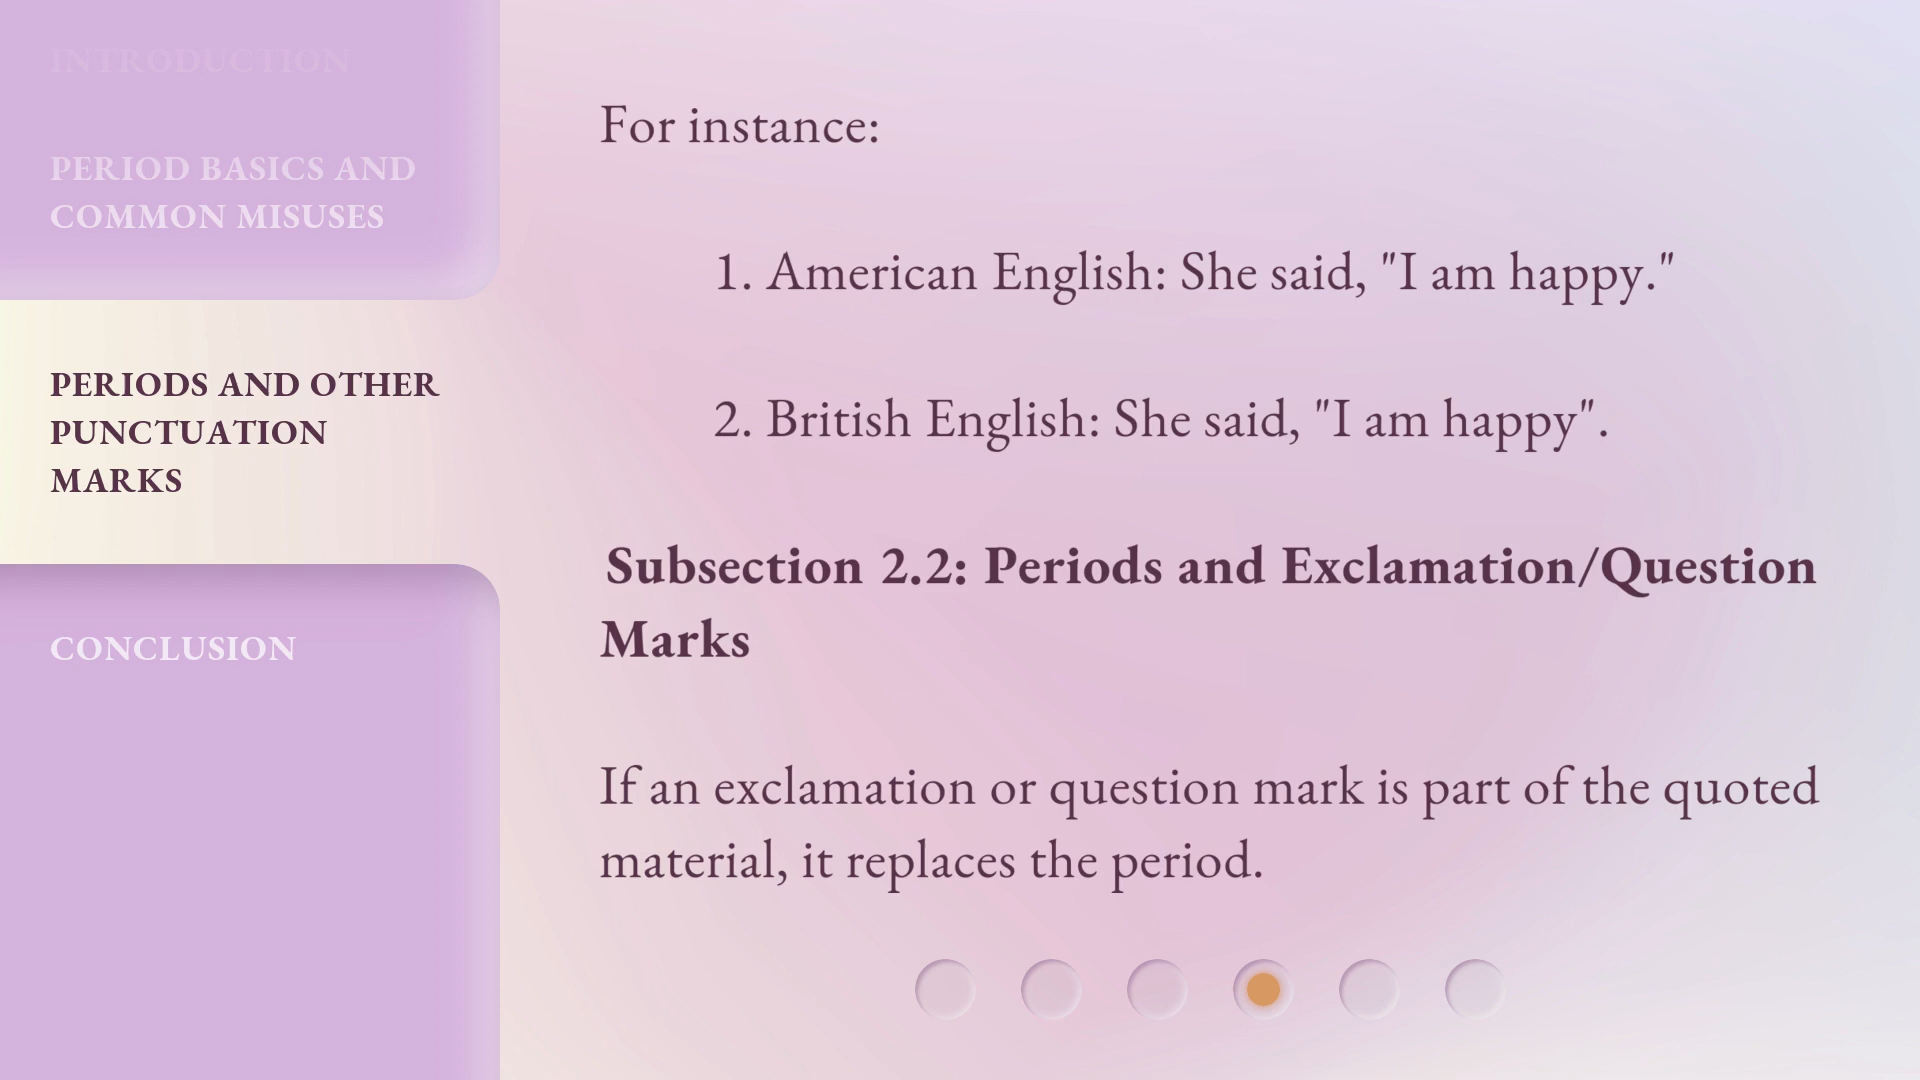 INTRODUCTION
PERIOD BASICS AND
COMMON MISUSES
PERIODS AND OTHER
PUNCTUATION
MARKS
CONCLUSION
For instance:
1. American English: She said, "I am happy."
2. British English: She said, "I am happy".
Subsection 2.2: Periods and Exclamation/Question
Marks
If an exclamation or question mark is part of the quoted
material, it replaces the period.